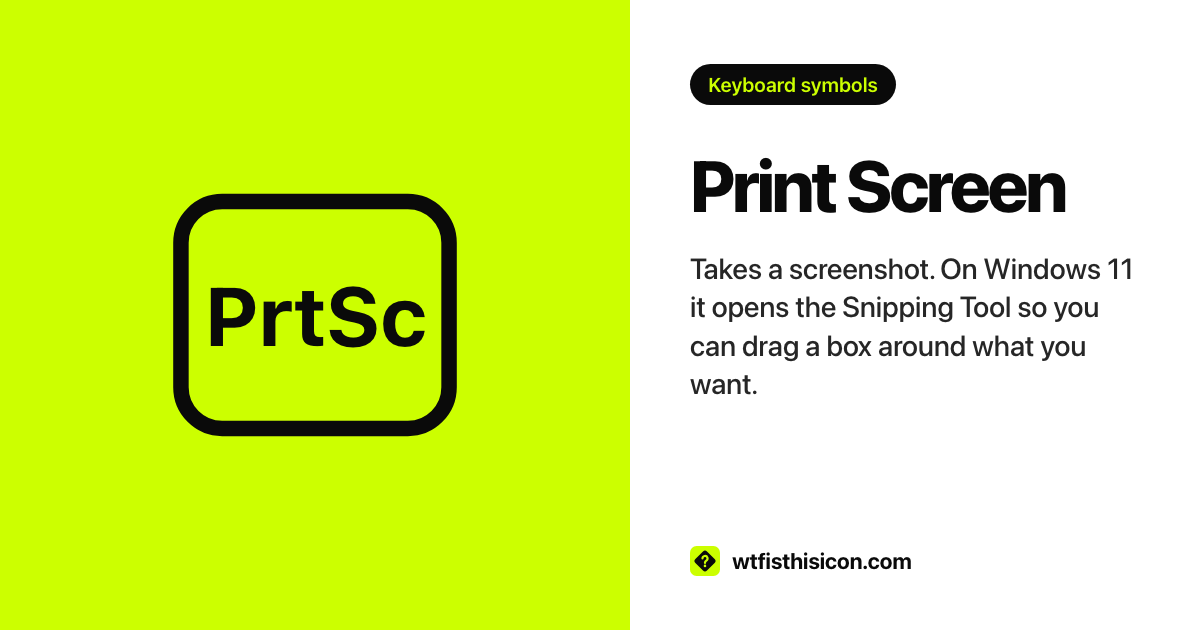 PrtSc
Keyboard symbols
Print Screen
Takes a screenshot. On Windows 11
it opens the Snipping Tool so you
can drag a box around what you
want.
?
wtfisthisicon.com